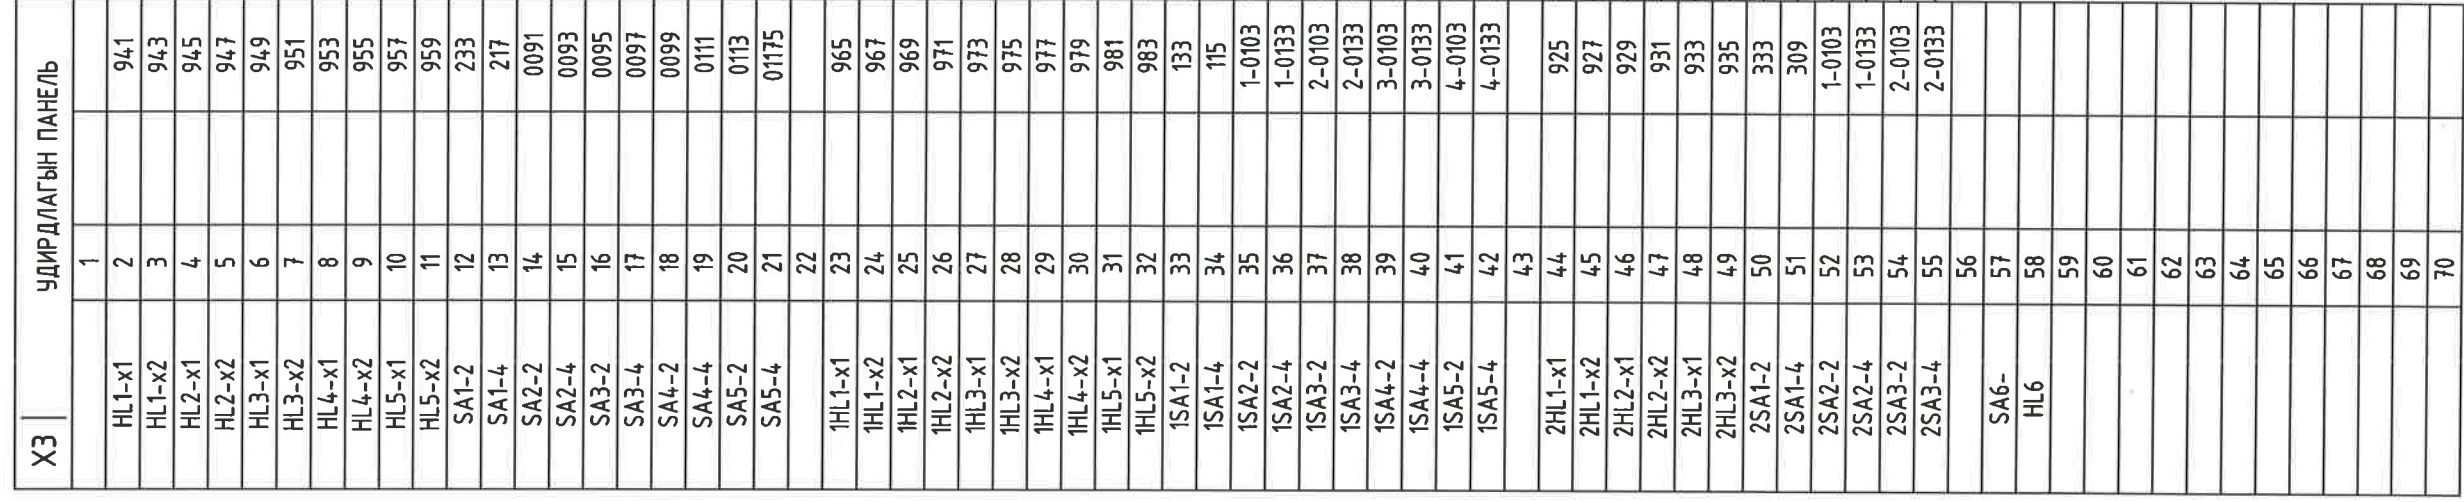 X3 УДИРДЛАГЫН ПАНЕЛЬ
1
HL1-x1 2 941
HL1-x2 3 943
HL2-x1 4 945
HL2-x2 5 947
HL3-x1 6 949
HL3-x2 7 951
HL4-x1 8 953
HL4-x2 9 955
HL5-x1 10 957
HL5-x2 11 959
SA1-2 12 233
SA1-4 13 217
SA2-2 14 0091
SA2-4 15 0093
SA3-2 16 0095
SA3-4 17 0097
SA4-2 18 0099
SA4-4 19 0111
SA5-2 20 0113
SA5-4 21 01175
22
1HL1-x1 23 965
1HL1-x2 24 967
1HL2-x1 25 969
1HL2-x2 26 971
1HL3-x1 27 973
1HL3-x2 28 975
1HL4-x1 29 977
1HL4-x2 30 979
1HL5-x1 31 981
1HL5-x2 32 983
1SA1-2 33 133
1SA1-4 34 115
1SA2-2 35 1-0103
1SA2-4 36 1-0133
1SA3-2 37 2-0103
1SA3-4 38 2-0133
1SA4-2 39 3-0103
1SA4-4 40 3-0133
1SA5-2 41 4-0103
1SA5-4 42 4-0133
43
2HL1-x1 44 925
2HL1-x2 45 927
2HL2-x1 46 929
2HL2-x2 47 931
2HL3-x1 48 933
2HL3-x2 49 935
2SA1-2 50 333
2SA1-4 51 309
2SA2-2 52 1-0103
2SA2-4 53 1-0133
2SA3-2 54 2-0103
2SA3-4 55 2-0133
56
SA6- 57
HL6 58
59
60
61
62
63
64
65
66
67
68
69
70